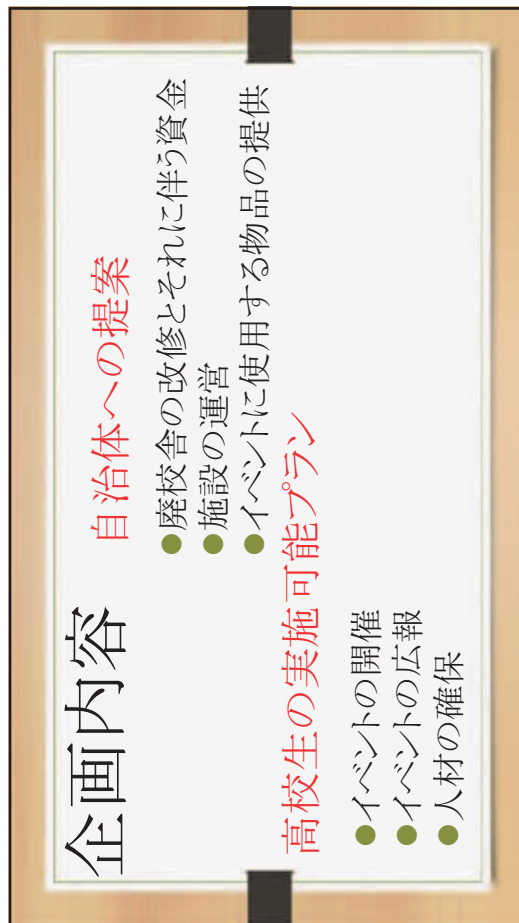 企画内容
自治体への提案
●廃校舎の改修とそれに伴う資金
●施設の運営
●イベントに使用する物品の提供
高校生の実施可能プラン
●イベントの開催
●イベントの広報
●人材の確保